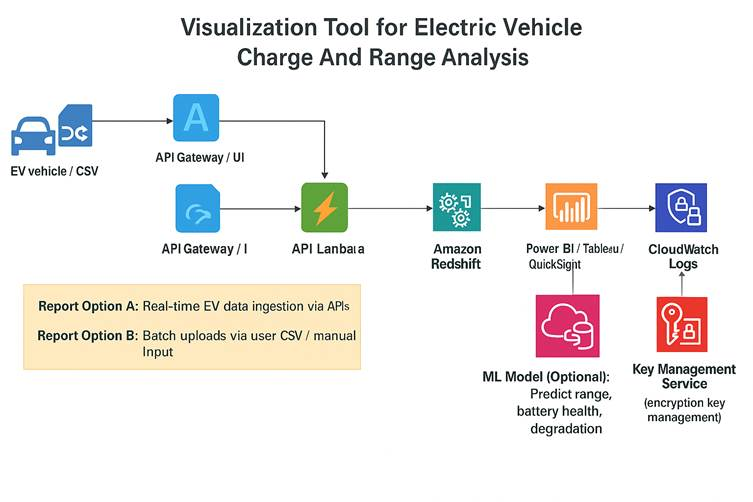 Visualization Tool for Electric Vehicle
Charge And Range Analysis
A
EV vehicle / CSV
API Gateway / UI
API Gateway / I
API Lanbaıa
Amazon
Redshift
Power BI / Tableu /
QuickSight
CloudWatch
Logs
Report Option A: Real-time EV data ingestion via APIs
Report Option B: Batch uploads via user CSV / manual
Input
ML Model (Optional):
Predict range,
battery health,
degradation
Key Management
Service
(encryption key
management)